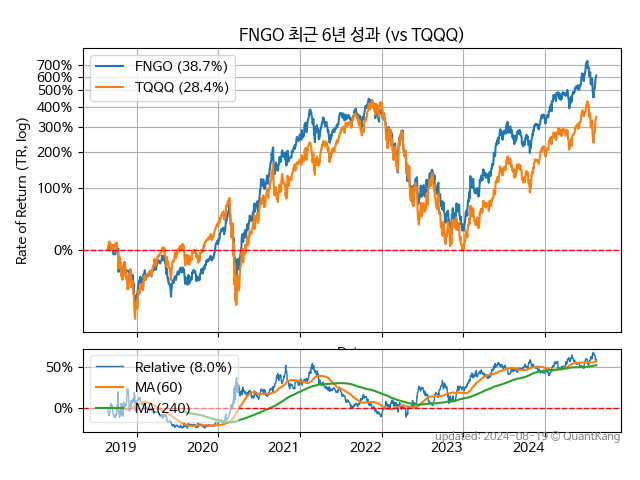 FNGO 최근 6년 성과 (vs TQQQ)
Rate of Return (TR, log)
700%
600%
500%
400%
300%
200%
100%
0%
FNGO (38.7%)
TQQQ (28.4%)
50%
0%
Relative (8.0%)
MA(60)
MA(240)
2019
2020
2021
2022
2023
2024
updated: 2024-08-19 © QuantKang